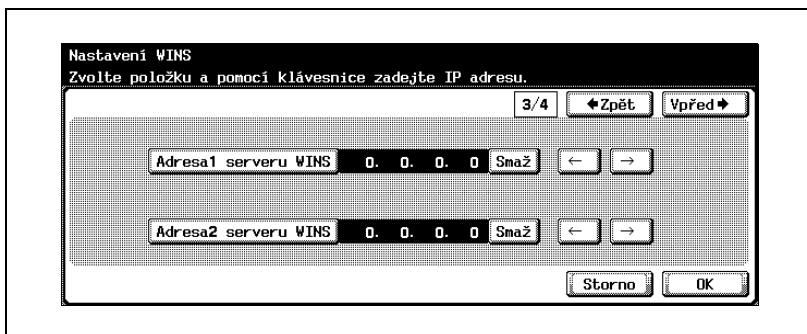 Nastavení WINS
Zvolte položku a pomocí klávesnice zadejte IP adresu.
3/4 ←Zpět Vpřed→
Adresa1 serveru WINS 0. 0. 0. 0 Smaž ← →
Adresa2 serveru WINS 0. 0. 0. 0 Smaž ← →
Storno OK